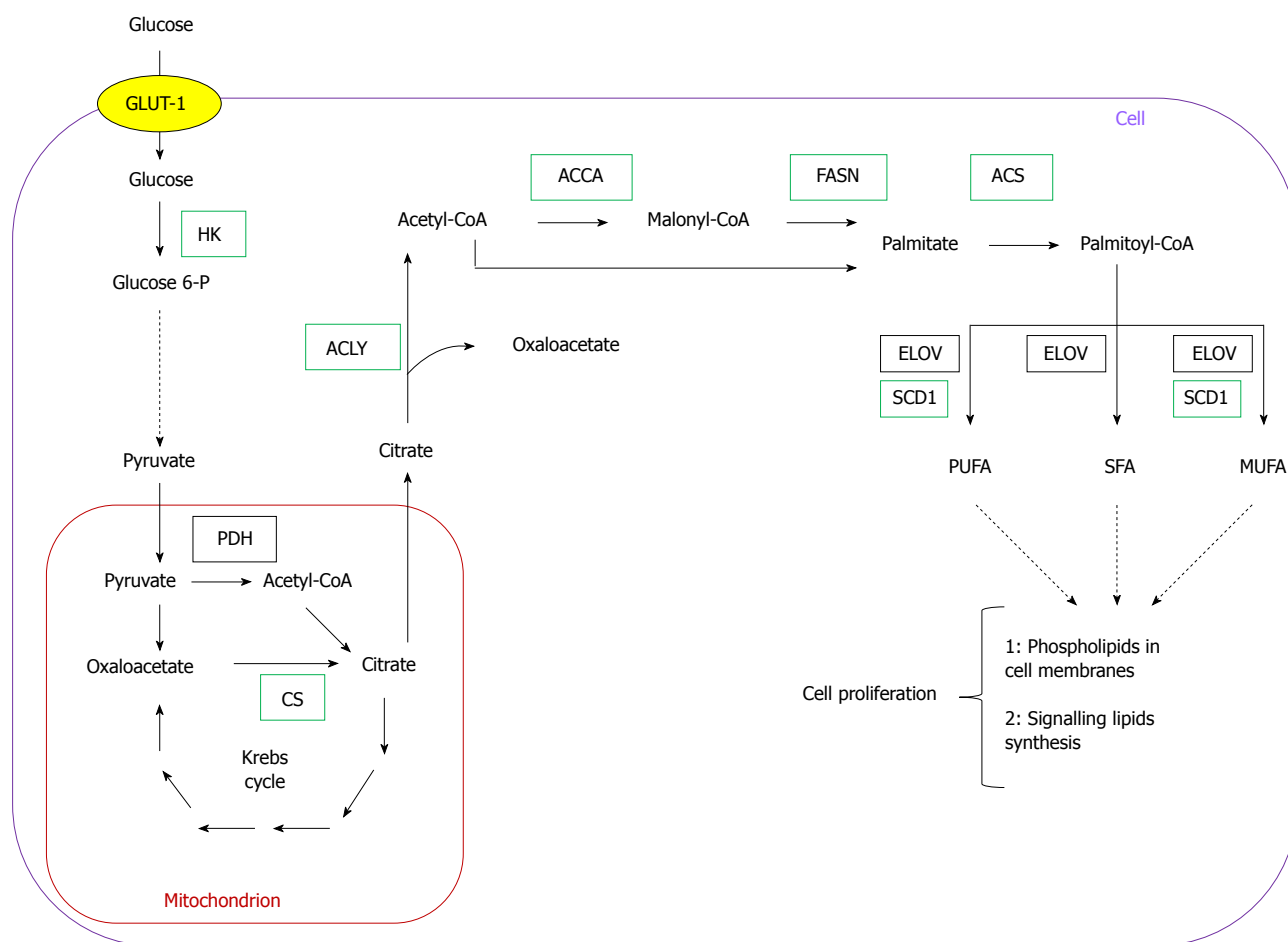 Glucose
GLUT-1
Cell
Glucose
HK
Glucose 6-P
ACCA
FASN
ACS
Acetyl-CoA
Malonyl-CoA
Palmitate
Palmitoyl-CoA
ACLY
Oxaloacetate
ELOV
ELOV
ELOV
SCD1
SCD1
Citrate
Pyruvate
PUFA
SFA
MUFA
PDH
Pyruvate
Acetyl-CoA
Oxaloacetate
Citrate
CS
Krebs
cycle
Mitochondrion
Cell proliferation
1: Phospholipids in
cell membranes
2: Signalling lipids
synthesis